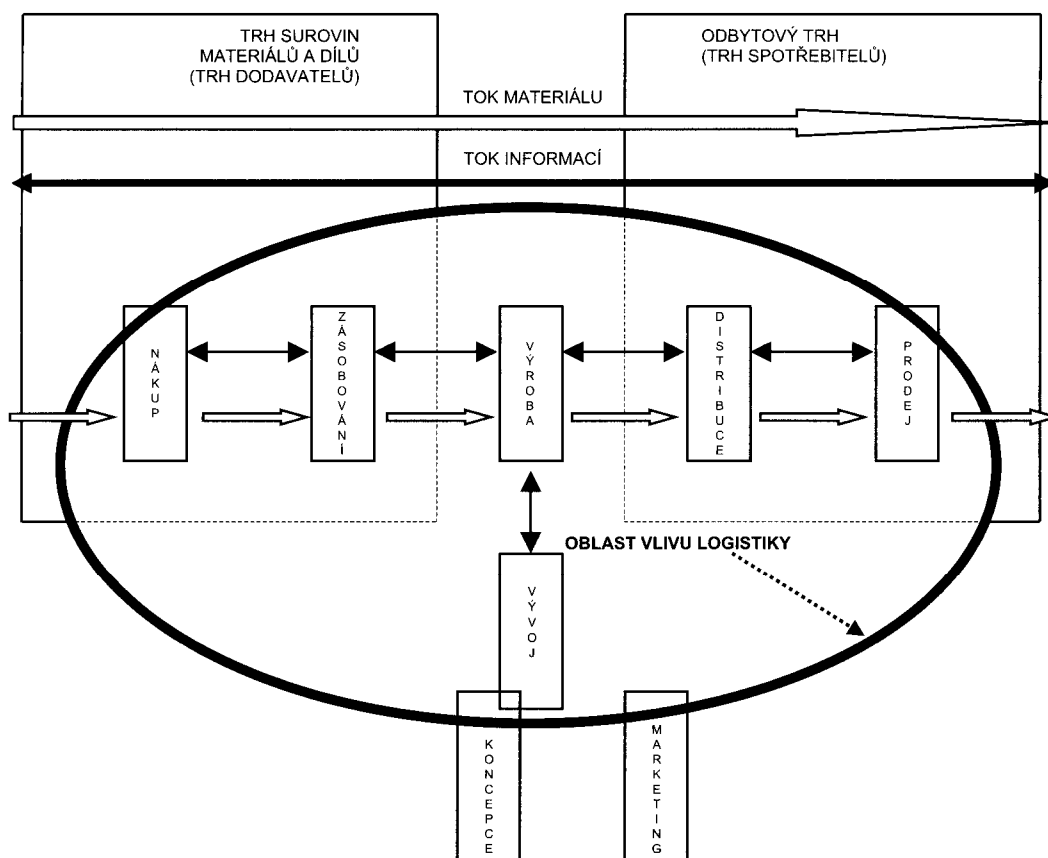 TRH SUROVIN
MATERIÁLŮ A DÍLŮ
(TRH DODAVATELŮ)
ODBYTOVÝ TRH
(TRH SPOTŘEBITELŮ)
TOK MATERIÁLU
TOK INFORMACÍ
NÁKUP
ZÁSOBOVÁNÍ
VÝROBA
DISTRIBUCE
PRODEJ
OBLAST VLIVU LOGISTIKY
VÝVOJ
KONCEPCE
MARKETING